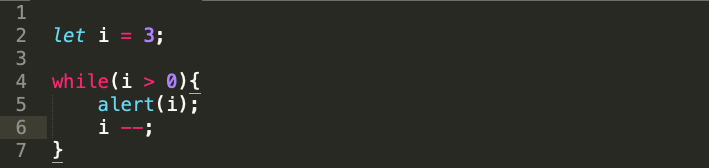 1
2 let i = 3;
3
4 while(i > 0){
5     alert(i);
6     i --;
7 }